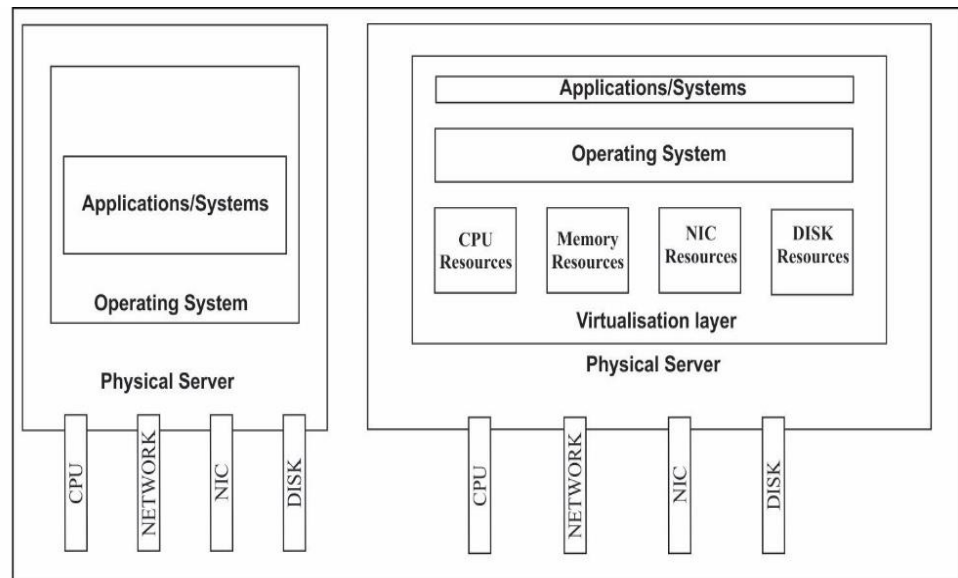 Applications/Systems
Operating System
Physical Server
CPU
NETWORK
NIC
DISK
Applications/Systems
Operating System
CPU
Resources
Memory
Resources
NIC
Resources
DISK
Resources
Virtualisation layer
Physical Server
CPU
NETWORK
NIC
DISK